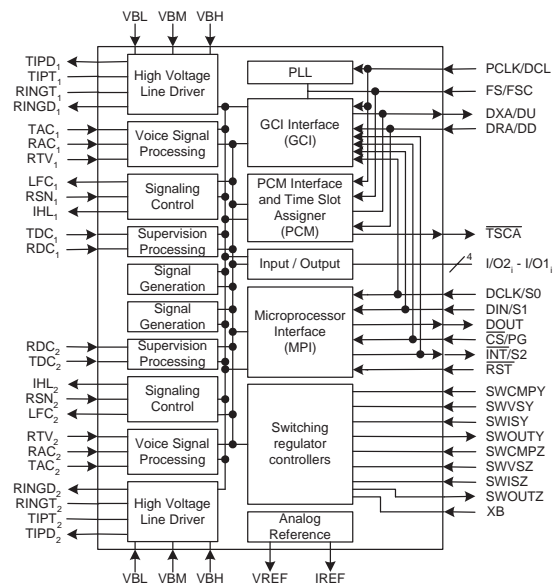 VBL VBM VBH
TIPD1
TIPT1
RINGT1
RINGD1
High Voltage
Line Driver
TAC1
RAC1
RTV1
Voice Signal
Processing
LFC1
RSN1
IHL1
Signaling
Control
TDC1
RDC1
Supervision
Processing
Signal
Generation
Signal
Generation
RDC2
TDC2
Supervision
Processing
IHL2
RSN2
LFC2
Signaling
Control
RTV2
RAC2
TAC2
Voice Signal
Processing
RINGD2
RINGT2
TIPT2
TIPD2
High Voltage
Line Driver
VBL VBM VBH
PLL
GCI Interface
(GCI)
PCM Interface
and Time Slot
Assigner
(PCM)
Input / Output
Microprocessor
Interface
(MPI)
Switching
regulator
controllers
Analog
Reference
VREF IREF
PCLK/DCL
FS/FSC
DXA/DU
DRA/DD
TSCA
4
I/O2i - I/O1i
DCLK/S0
DIN/S1
DOUT
CS/PG
INT/S2
RST
SWCMPY
SWVSY
SWISY
SWOUTY
SWCMPZ
SWVSZ
SWISZ
SWOUTZ
XB